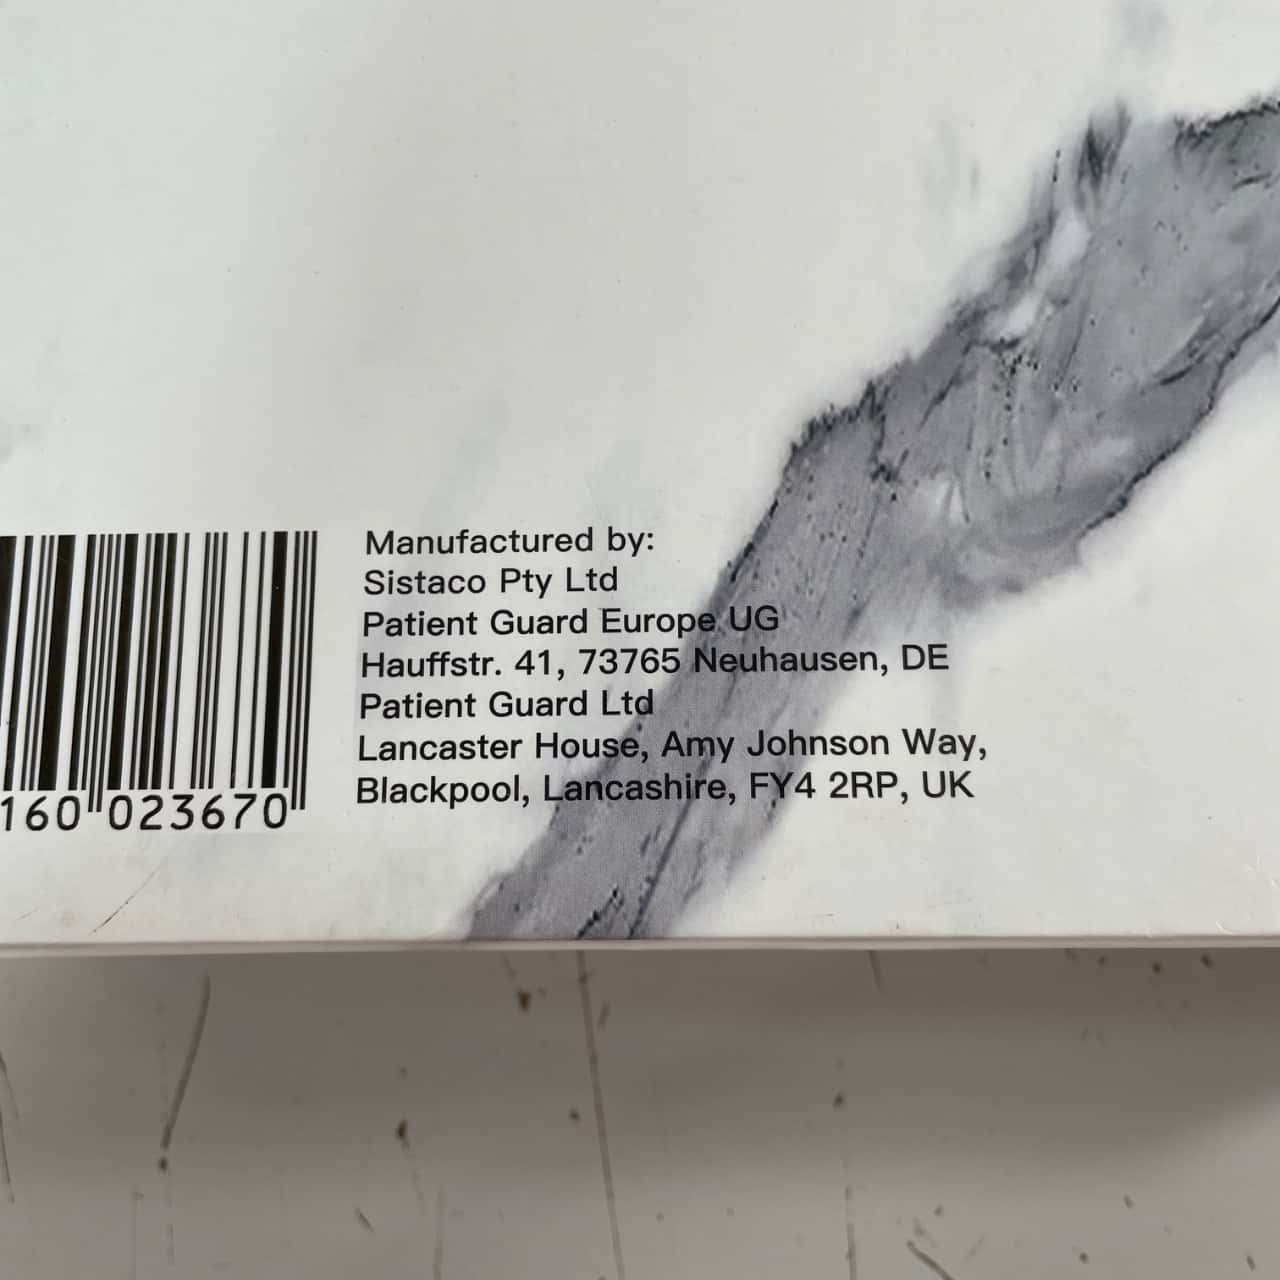 Manufactured by:
Sistaco Pty Ltd
Patient Guard Europe UG
Hauffstr. 41, 73765 Neuhausen, DE
Patient Guard Ltd
Lancaster House, Amy Johnson Way,
Blackpool, Lancashire, FY4 2RP, UK
160 023670